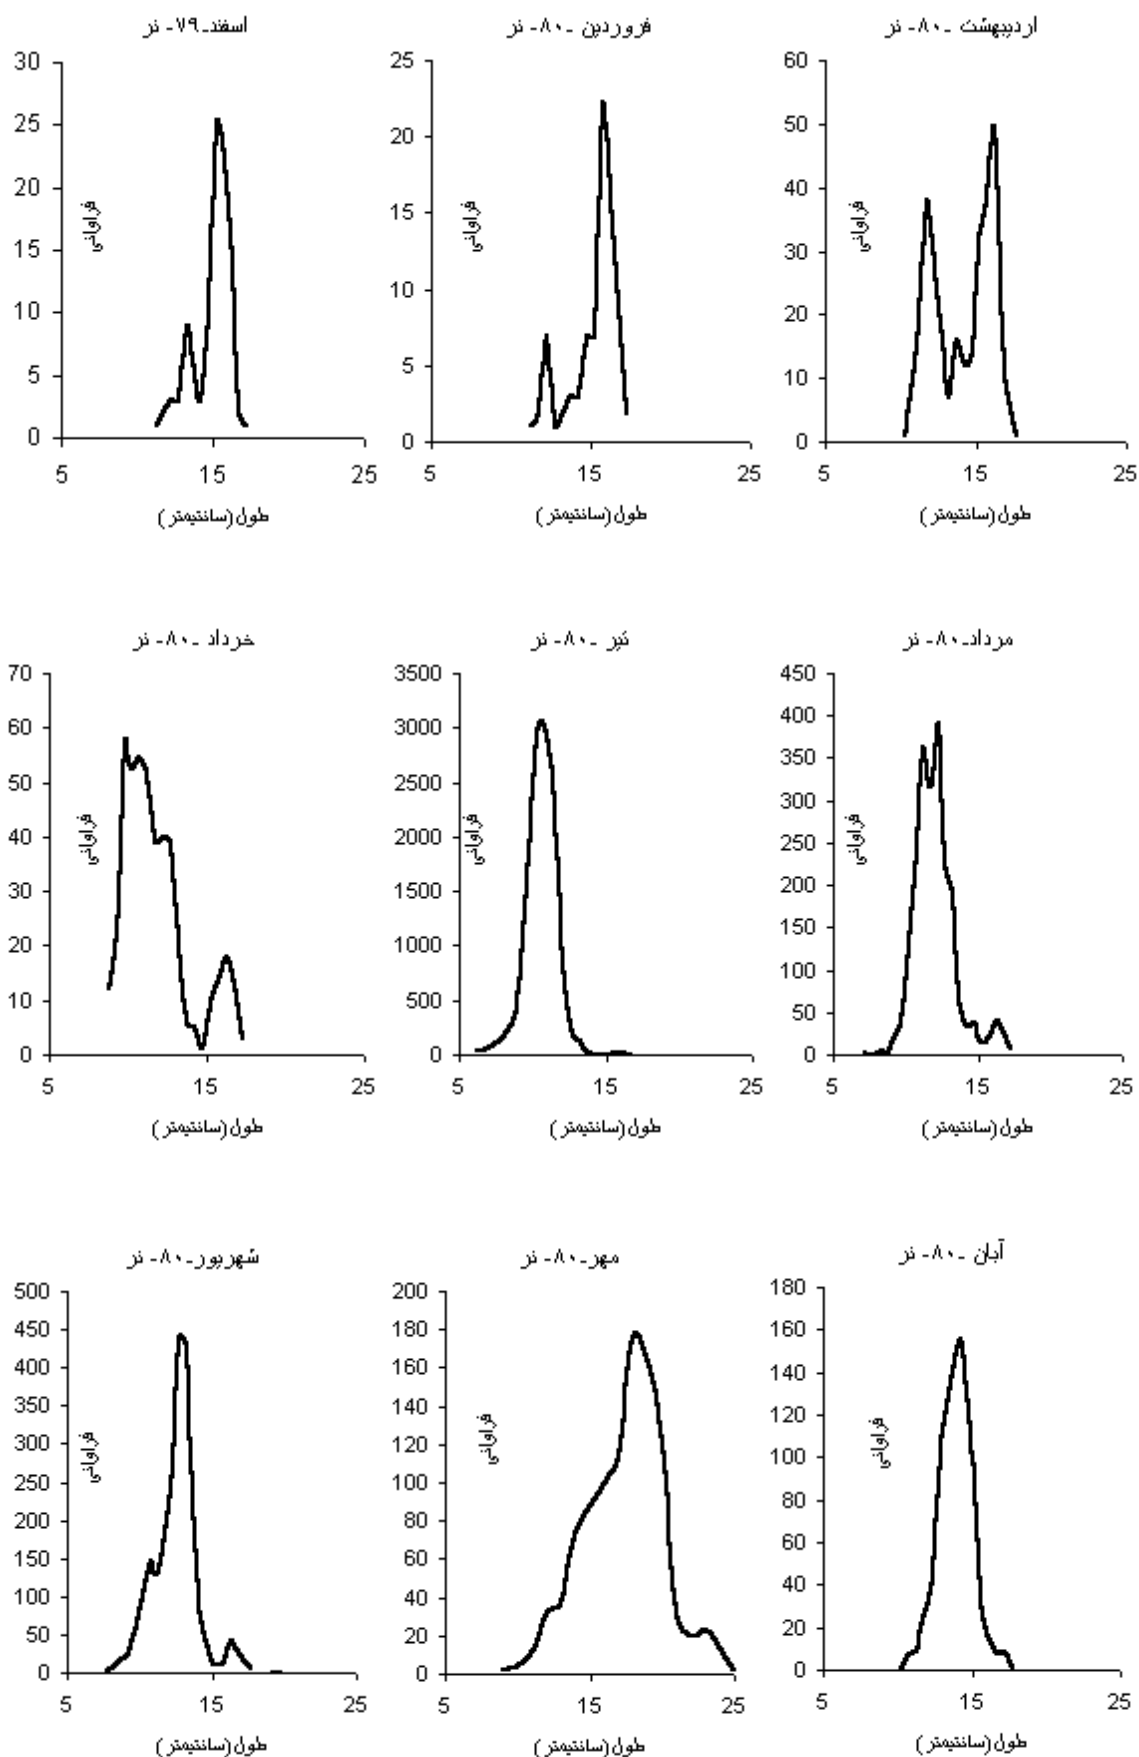 اسفند-۷۹- نر
30
25
20
15
10
5
0
فراوانی
5 15 25
طول(سانتیمتر)
فروردین -۸۰- نر
25
20
15
10
5
0
فراوانی
5 15 25
طول(سانتیمتر)
اردیبهشت -۸۰- نر
60
50
40
30
20
10
0
فراوانی
5 15 25
طول(سانتیمتر)
خرداد -۸۰- نر
70
60
50
40
30
20
10
0
فراوانی
5 15 25
طول(سانتیمتر)
تیر -۸۰- نر
3500
3000
2500
2000
1500
1000
500
0
فراوانی
5 15 25
طول(سانتیمتر)
مرداد-۸۰- نر
450
400
350
300
250
200
150
100
50
0
فراوانی
5 15 25
طول(سانتیمتر)
شهریور-۸۰- نر
500
450
400
350
300
250
200
150
100
50
0
فراوانی
5 15 25
طول(سانتیمتر)
مهر-۸۰- نر
200
180
160
140
120
100
80
60
40
20
0
فراوانی
5 15 25
طول(سانتیمتر)
آبان -۸۰- نر
180
160
140
120
100
80
60
40
20
0
فراوانی
5 15 25
طول(سانتیمتر)